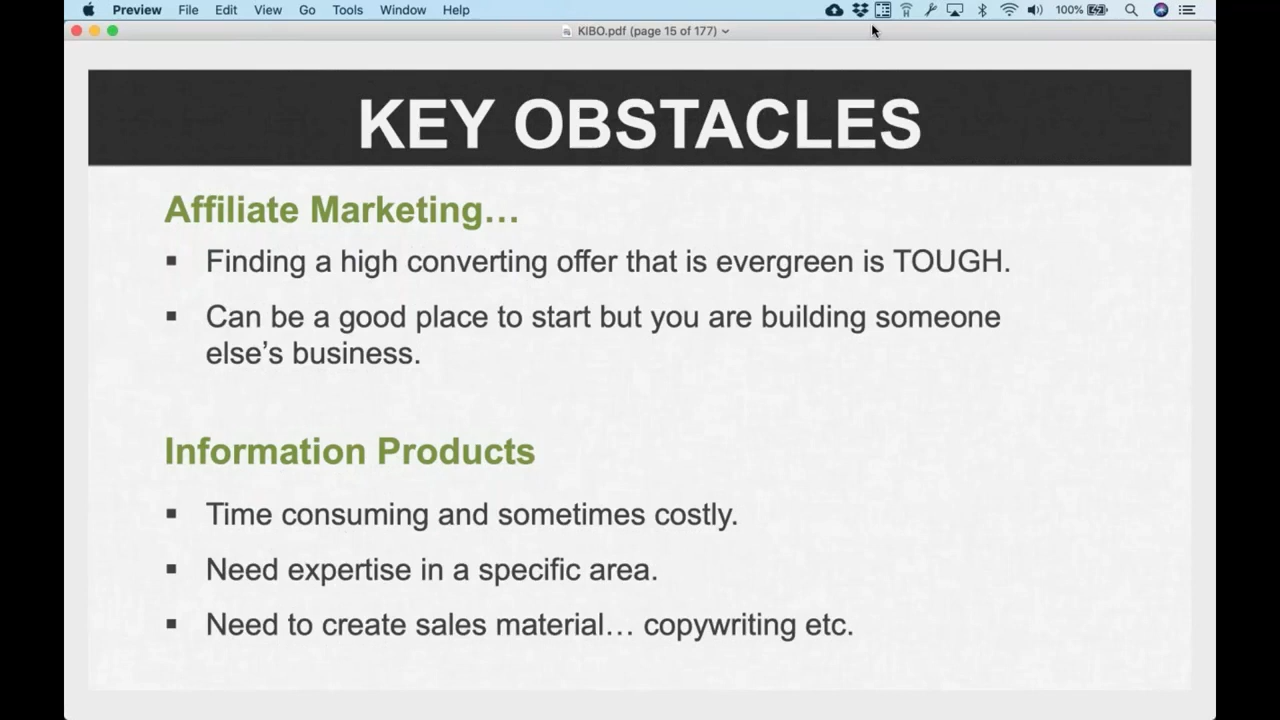 Preview File Edit View Go Tools Window Help 100%
KIBO.pdf (page 15 of 177)
KEY OBSTACLES
Affiliate Marketing…
▪ Finding a high converting offer that is evergreen is TOUGH.
▪ Can be a good place to start but you are building someone
else’s business.
Information Products
▪ Time consuming and sometimes costly.
▪ Need expertise in a specific area.
▪ Need to create sales material… copywriting etc.